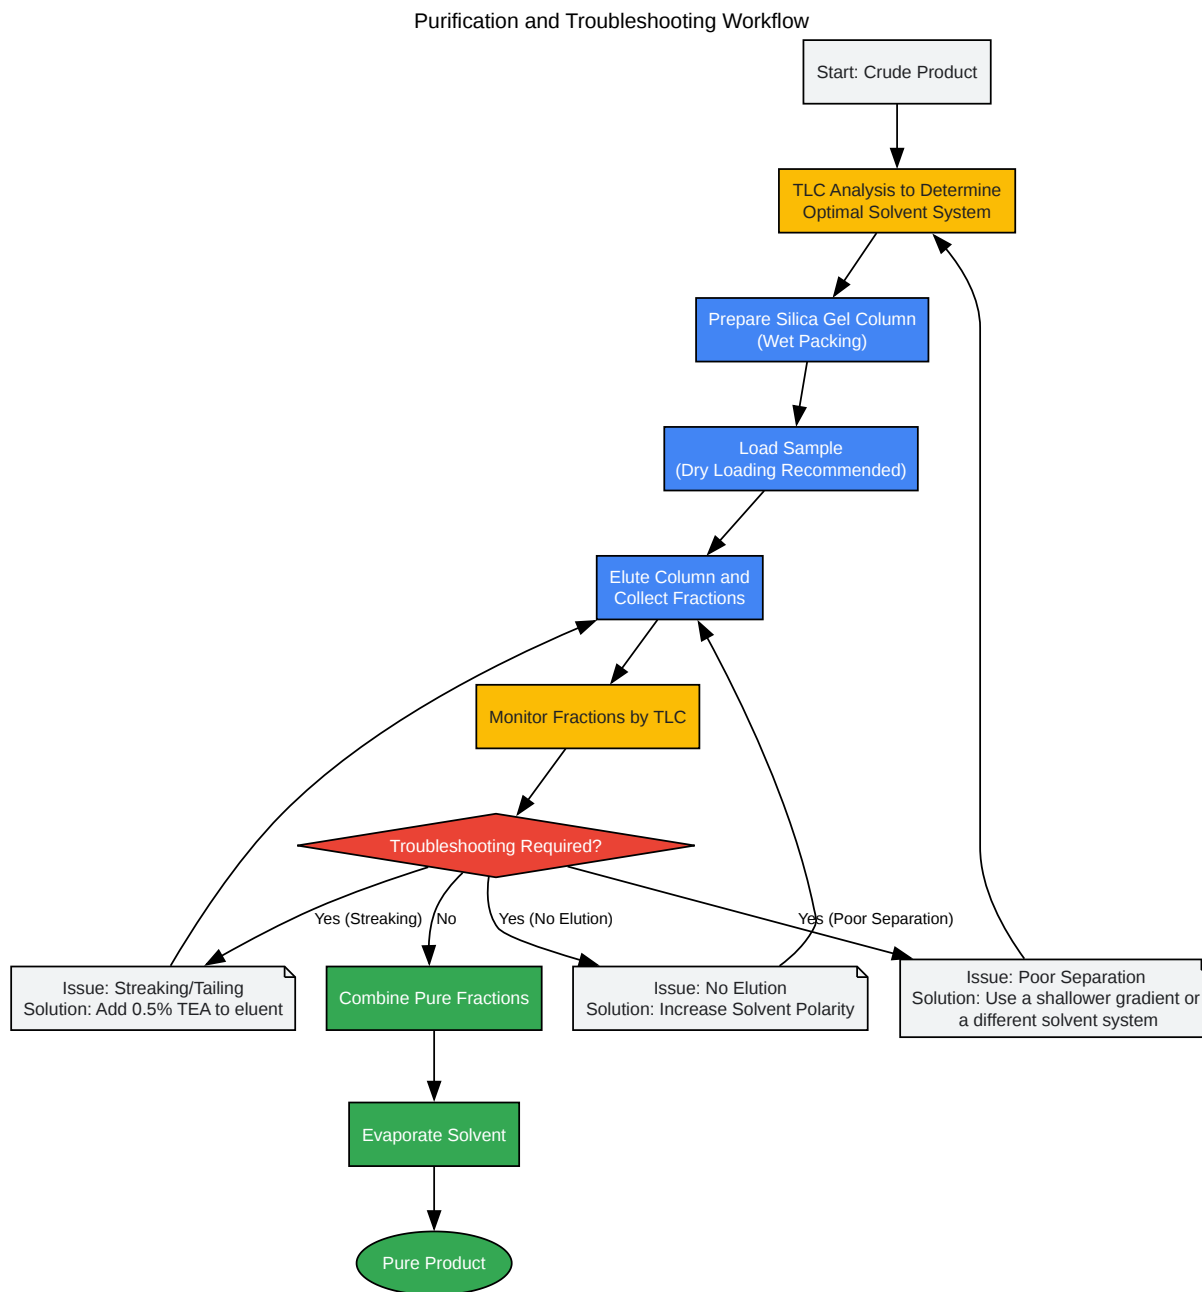 Purification and Troubleshooting Workflow
Start: Crude Product
TLC Analysis to Determine
Optimal Solvent System
Prepare Silica Gel Column
(Wet Packing)
Load Sample
(Dry Loading Recommended)
Elute Column and
Collect Fractions
Monitor Fractions by TLC
Troubleshooting Required?
Yes (Streaking)
No
Yes (No Elution)
Yes (Poor Separation)
Issue: Streaking/Tailing
Solution: Add 0.5% TEA to eluent
Combine Pure Fractions
Issue: No Elution
Solution: Increase Solvent Polarity
Issue: Poor Separation
Solution: Use a shallower gradient or
a different solvent system
Evaporate Solvent
Pure Product